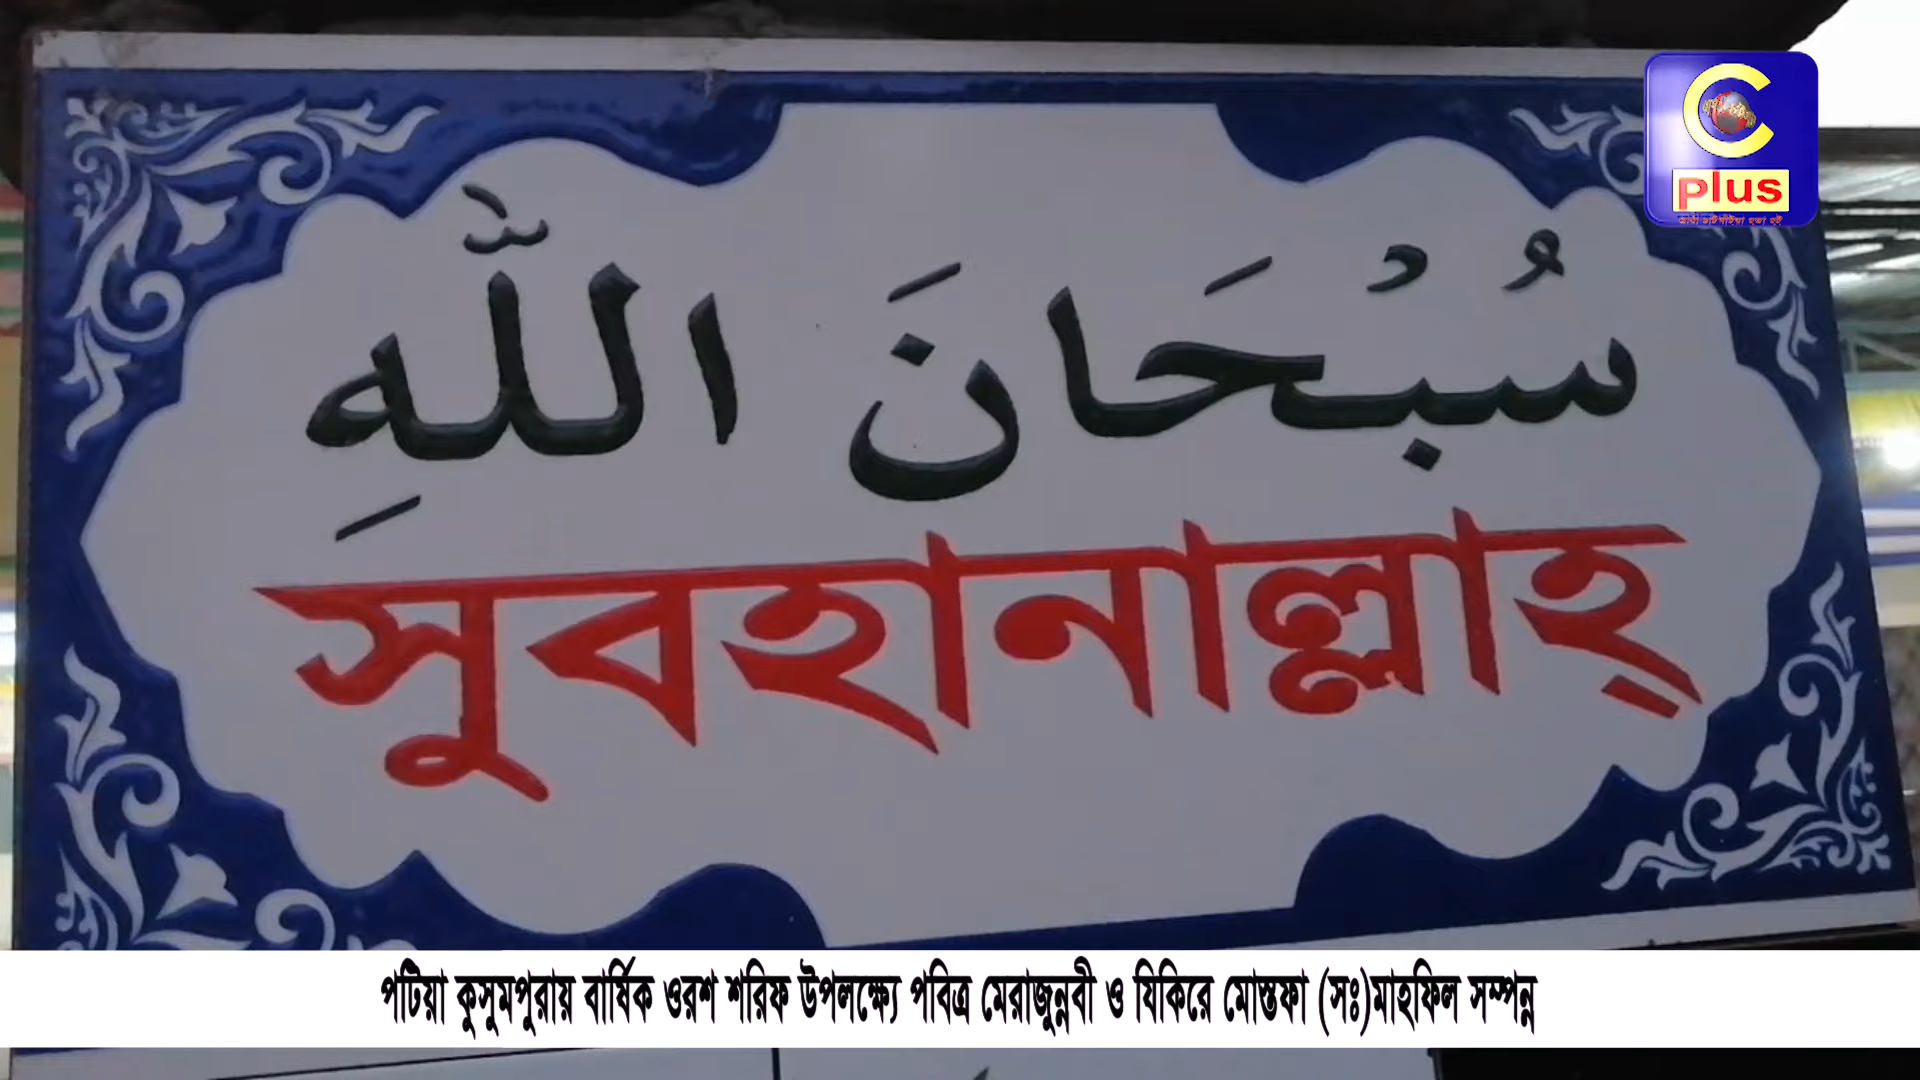 سُبْحَانَ اللّٰهِ
সুবহানাল্লাহ্
C
plus
পটিয়া কুসুমপুরায় বার্ষিক ওরশ শরিফ উপলক্ষ্যে পবিত্র মেরাজুন্নবী ও যিকিরে মোস্তফা (সঃ)মাহফিল সম্পন্ন